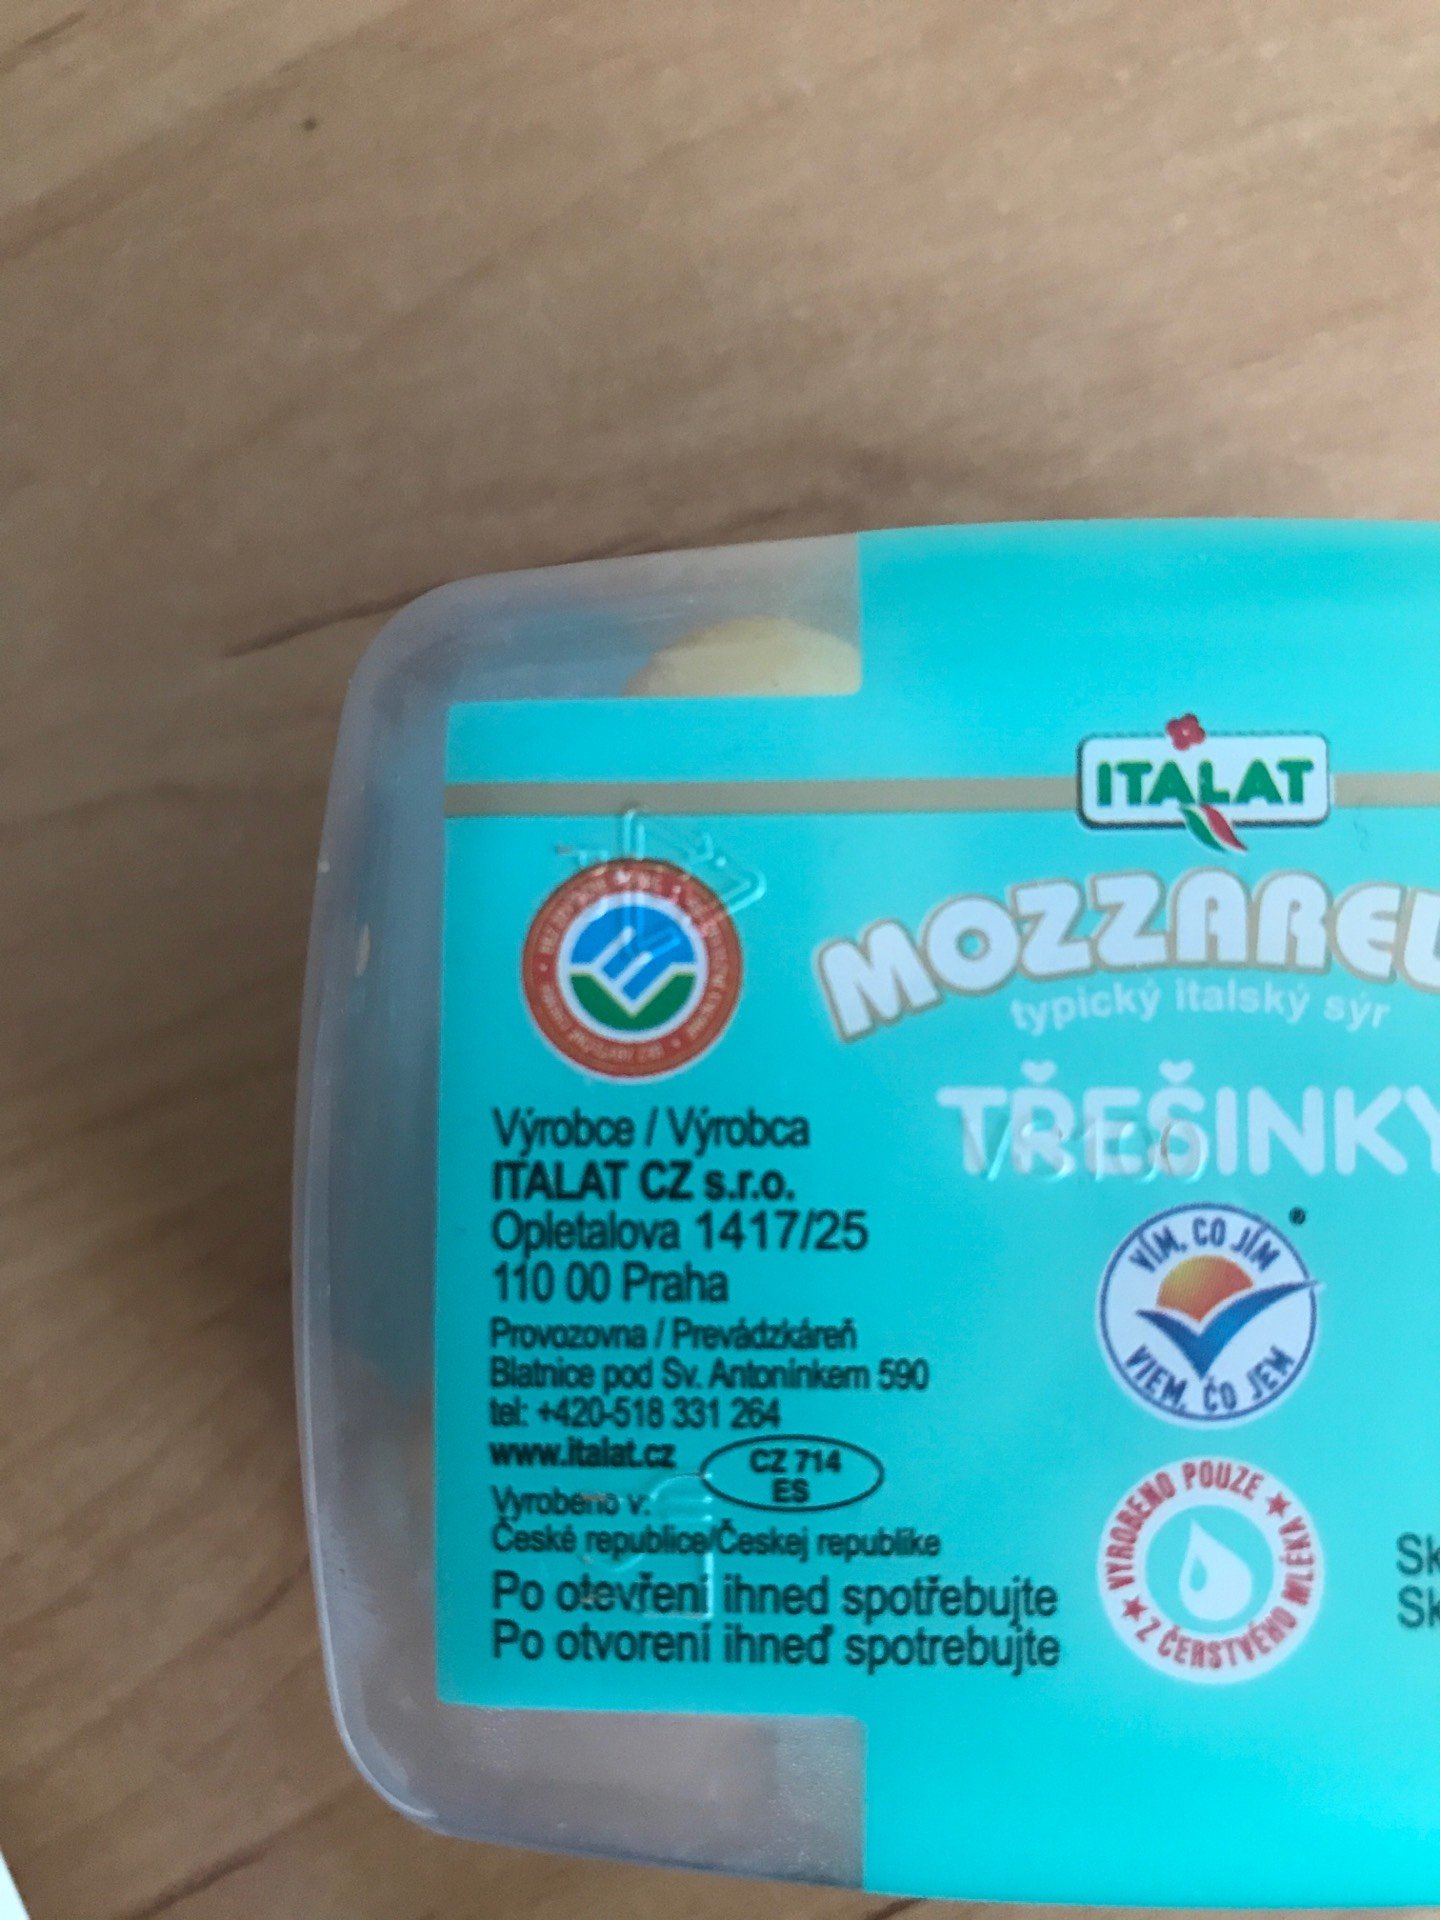 ITALAT
MOZZAREL
typický italský sýr
TŘEŠINKY
Výrobce / Výrobca
ITALAT CZ s.r.o.
Opletalova 1417/25
110 00 Praha
Provozovna / Prevádzkáreň
Blatnice pod Sv. Antonínkem 590
tel: +420-518 331 264
www.italat.cz
CZ 714
ES
Vyrobeno v:
České republice/Českej republike
Po otevření ihned spotřebujte
Po otvorení ihneď spotrebujte
VÍM, CO JÍM
VIEM, ČO JEM
VYROBENO POUZE
Z ČERSTVÉHO MLÉKA
Sk
Sk